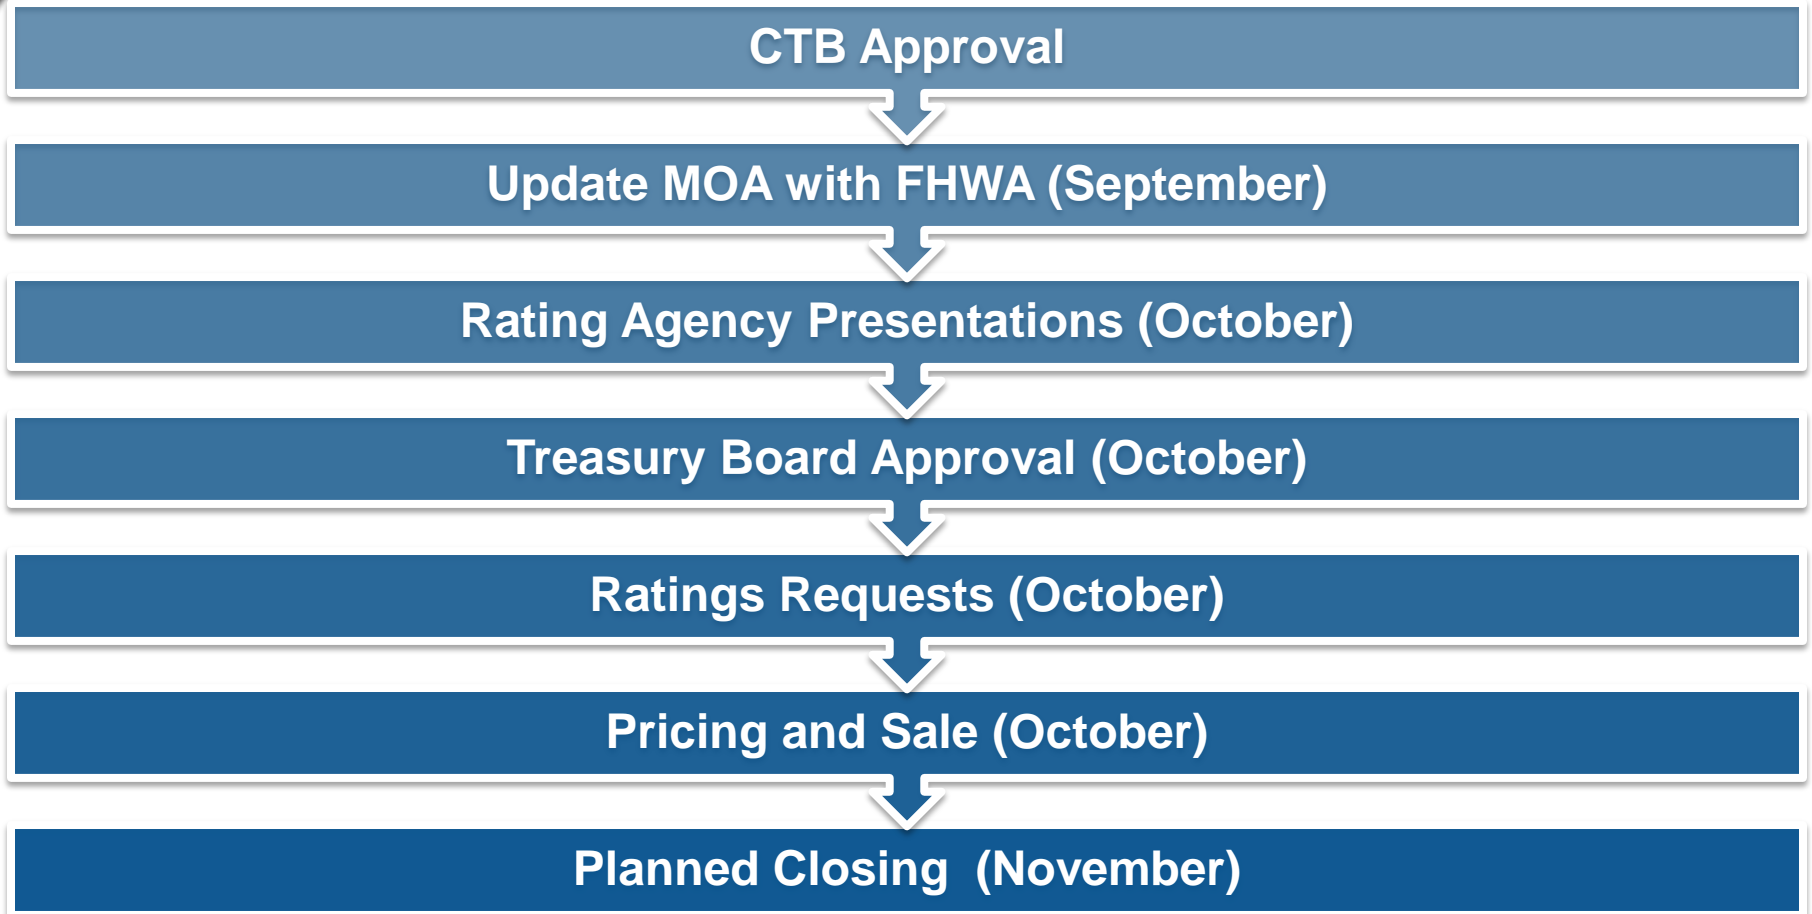 CTB Approval
Update MOA with FHWA (September)
Rating Agency Presentations (October)
Treasury Board Approval (October)
Ratings Requests (October)
Pricing and Sale (October)
Planned Closing  (November)